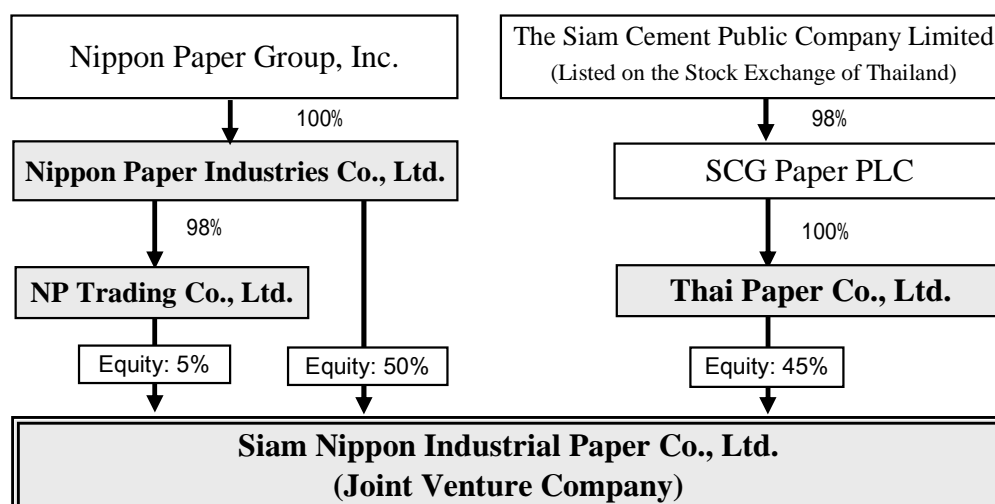 Nippon Paper Group, Inc.
The Siam Cement Public Company Limited
(Listed on the Stock Exchange of Thailand)
100%
98%
Nippon Paper Industries Co., Ltd.
SCG Paper PLC
98%
100%
NP Trading Co., Ltd.
Thai Paper Co., Ltd.
Equity: 5%
Equity: 50%
Equity: 45%
Siam Nippon Industrial Paper Co., Ltd.
(Joint Venture Company)